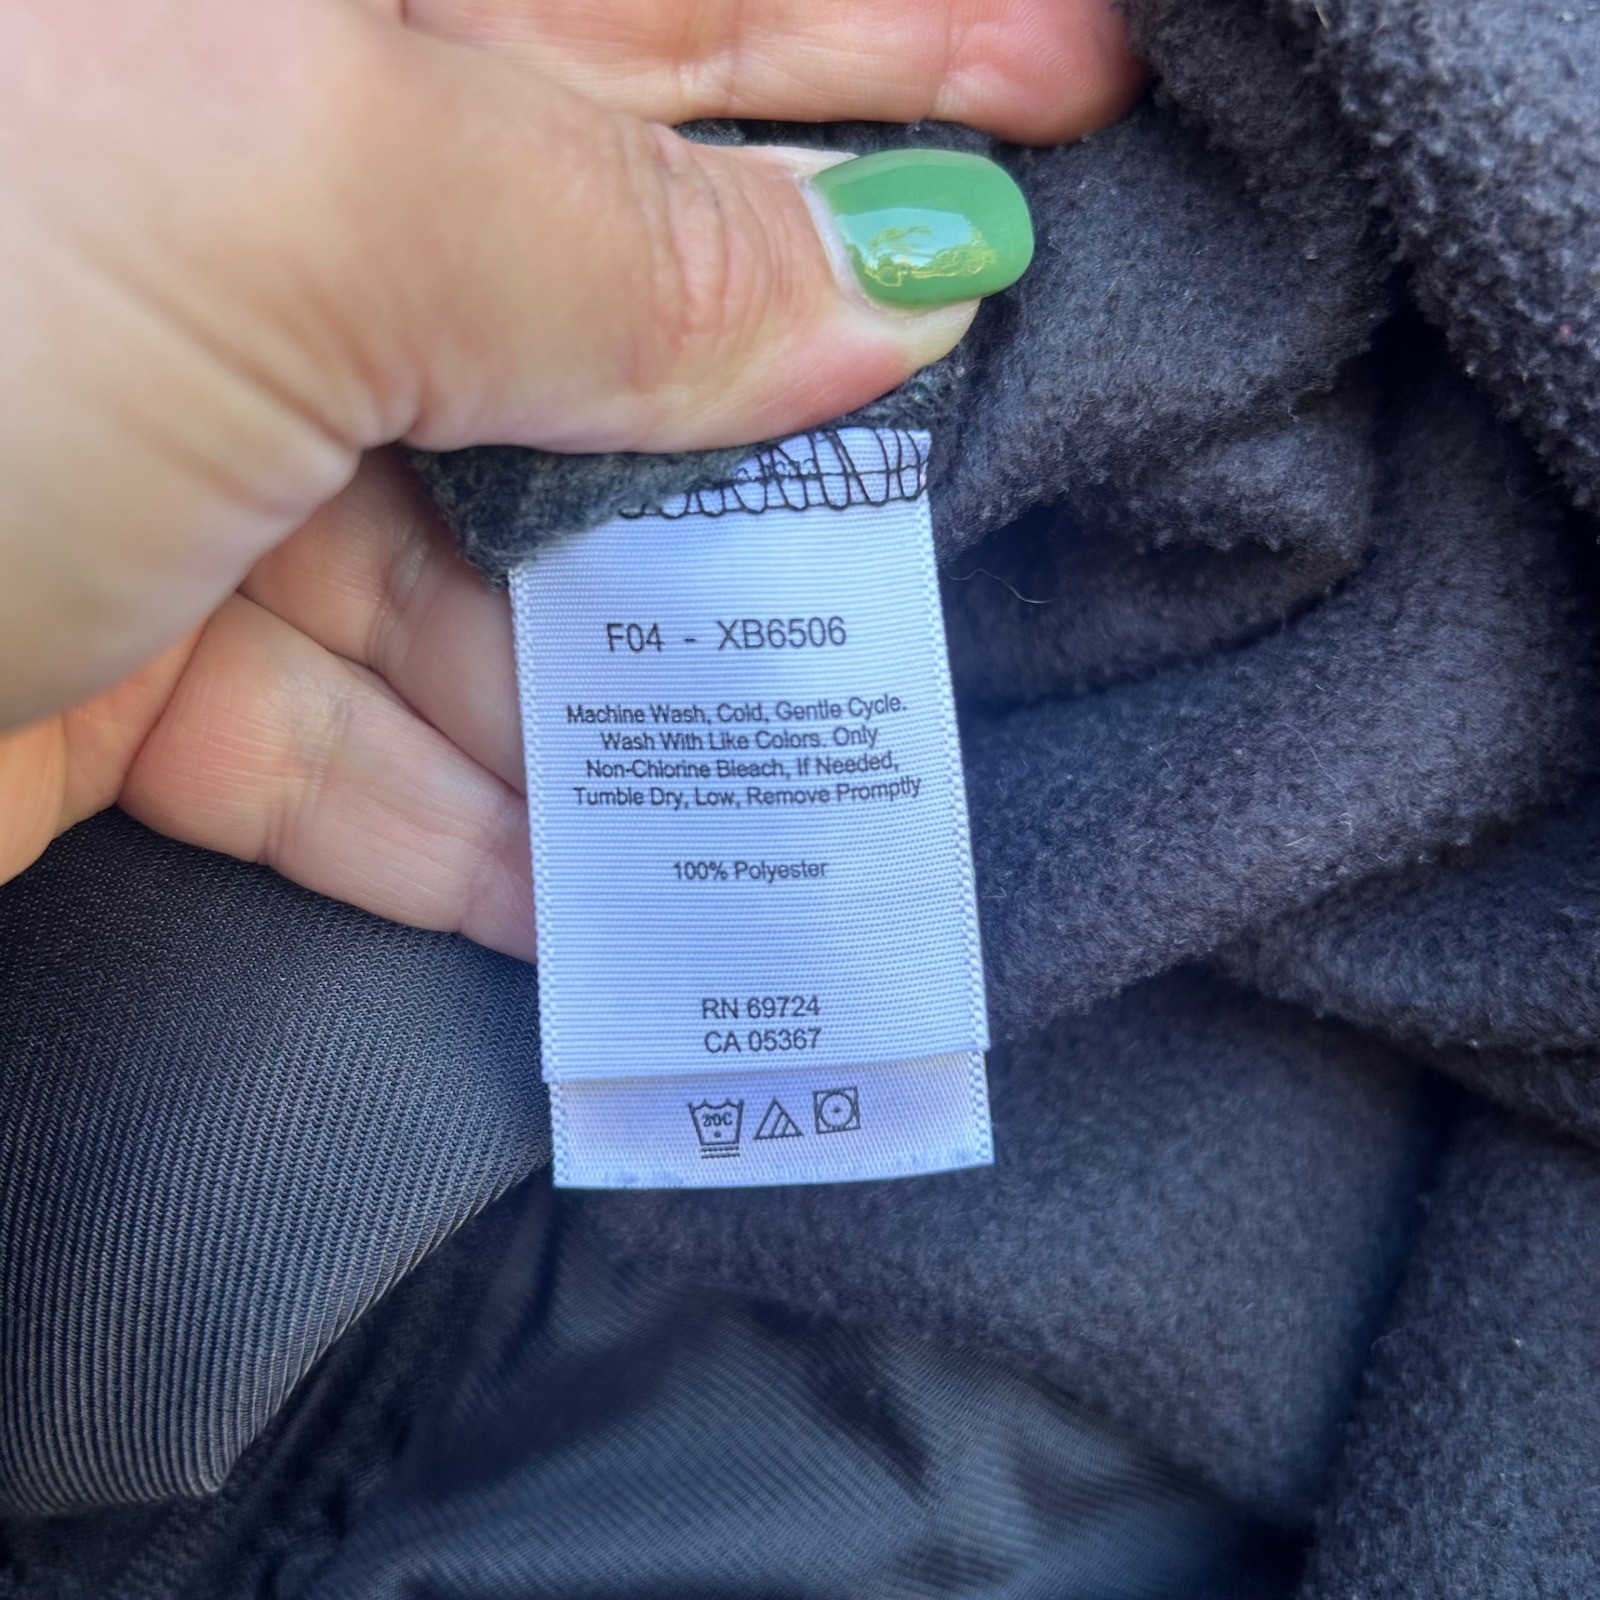 F04 - XB6506
Machine Wash, Cold, Gentle Cycle.
Wash With Like Colors. Only
Non-Chlorine Bleach, If Needed,
Tumble Dry, Low, Remove Promptly
100% Polyester
RN 69724
CA 05367
30C